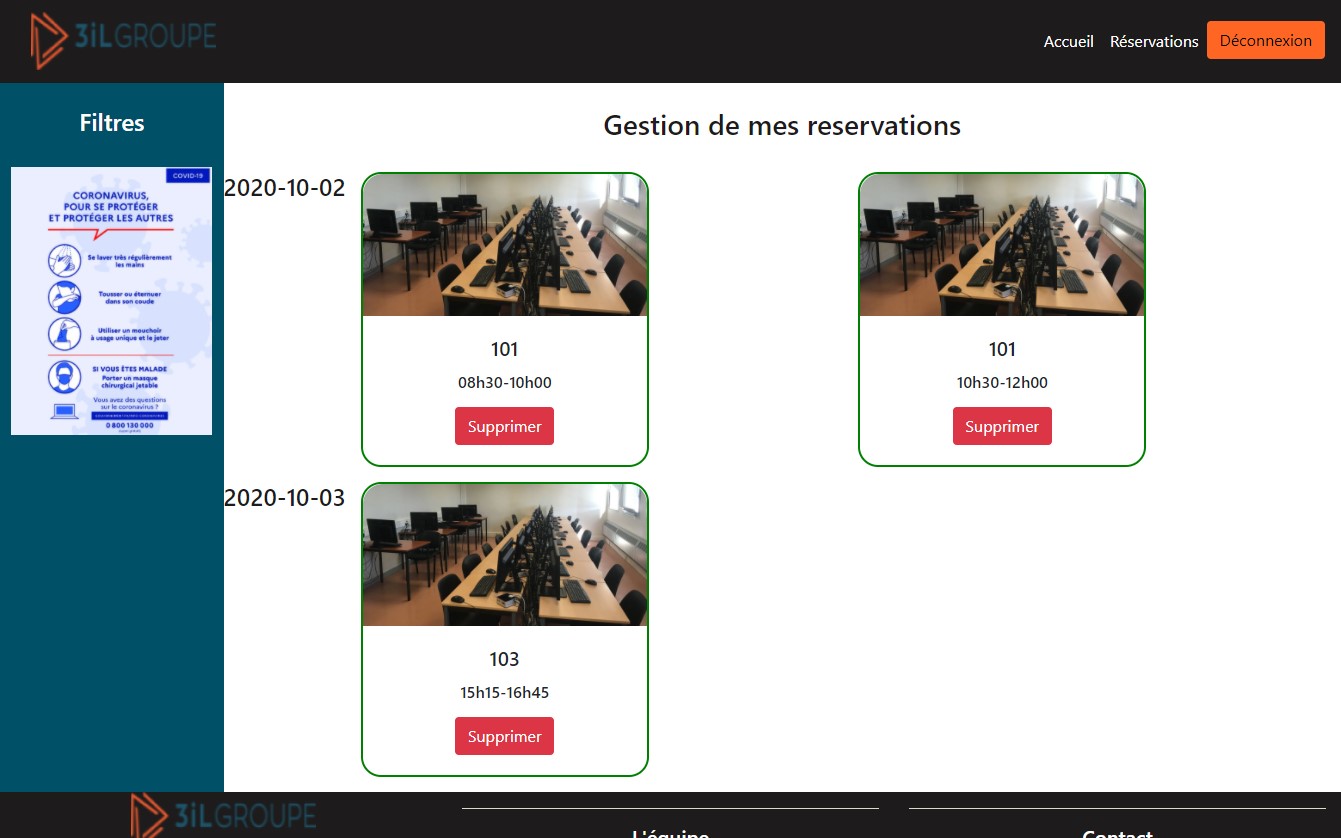 3iLGROUPE
Accueil
Réservations
Déconnexion
Filtres
COVID-19
CORONAVIRUS,
POUR SE PROTÉGER
ET PROTÉGER LES AUTRES
Se laver très régulièrement
les mains
Tousser ou éternuer
dans son coude
Utiliser un mouchoir
à usage unique et le jeter
SI VOUS ÊTES MALADE
Porter un masque
chirurgical jetable
Vous avez des questions
sur le coronavirus ?
0 800 130 000
Gestion de mes reservations
2020-10-02
101
08h30-10h00
Supprimer
101
10h30-12h00
Supprimer
2020-10-03
103
15h15-16h45
Supprimer
3iLGROUPE
L'équipe
Contact